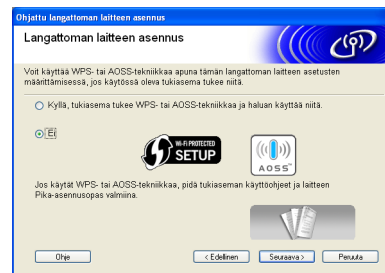 Ohjattu langattoman laitteen asennus
Langattoman laitteen asennus
Voit käyttää WPS- tai AOSS-tekniikkaa apuna tämän langattoman laitteen asetusten
määrittämisessä, jos käytössä oleva tukiasema tukee niitä.
Kyllä, tukiasema tukee WPS- tai AOSS-tekniikkaa ja haluan käyttää niitä.
Ei
WI-FI PROTECTED
SETUP
AOSS™
Jos käytät WPS- tai AOSS-tekniikkaa, pidä tukiaseman käyttöohjeet ja laitteen
Pika-asennusopas valmiina.
Ohje
< Edellinen
Seuraava >
Peruuta